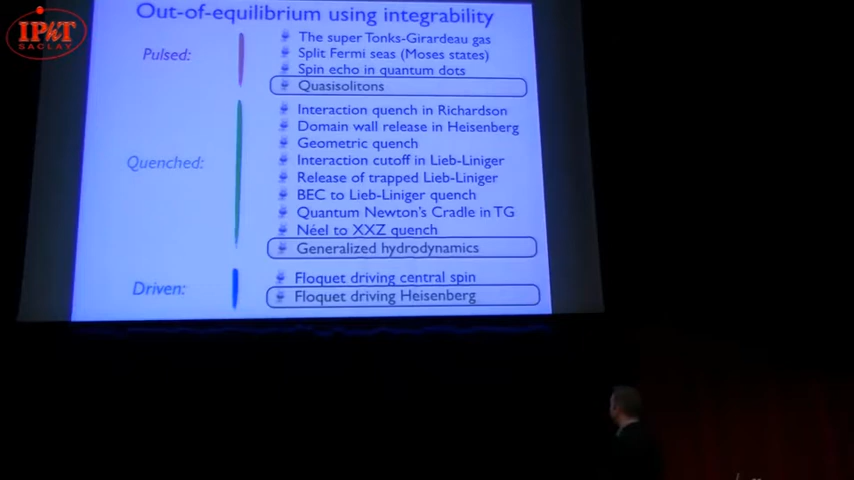 IPhT
SACLAY
Out-of-equilibrium using integrability
Pulsed:
The super Tonks-Girardeau gas
Split Fermi seas (Moses states)
Spin echo in quantum dots
Quasisolitons
Quenched:
Interaction quench in Richardson
Domain wall release in Heisenberg
Geometric quench
Interaction cutoff in Lieb-Liniger
Release of trapped Lieb-Liniger
BEC to Lieb-Liniger quench
Quantum Newton's Cradle in TG
Néel to XXZ quench
Generalized hydrodynamics
Driven:
Floquet driving central spin
Floquet driving Heisenberg